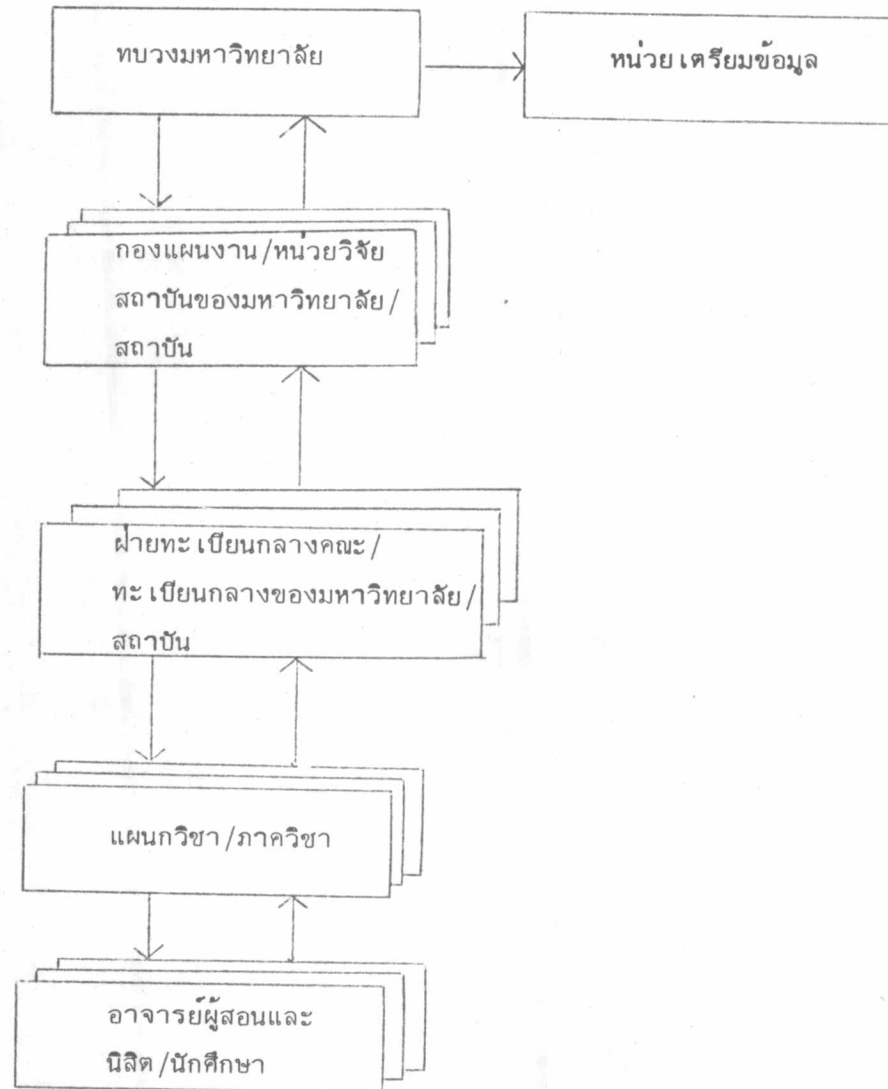 ทบวงมหาวิทยาลัย
หน่วยเตรียมข้อมูล
กองแผนงาน/หน่วยวิจัย
สถาบันของมหาวิทยาลัย/
สถาบัน
ฝ่ายทะเบียนกลางคณะ/
ทะเบียนกลางของมหาวิทยาลัย/
สถาบัน
แผนกวิชา/ภาควิชา
อาจารย์ผู้สอนและ
นิสิต/นักศึกษา